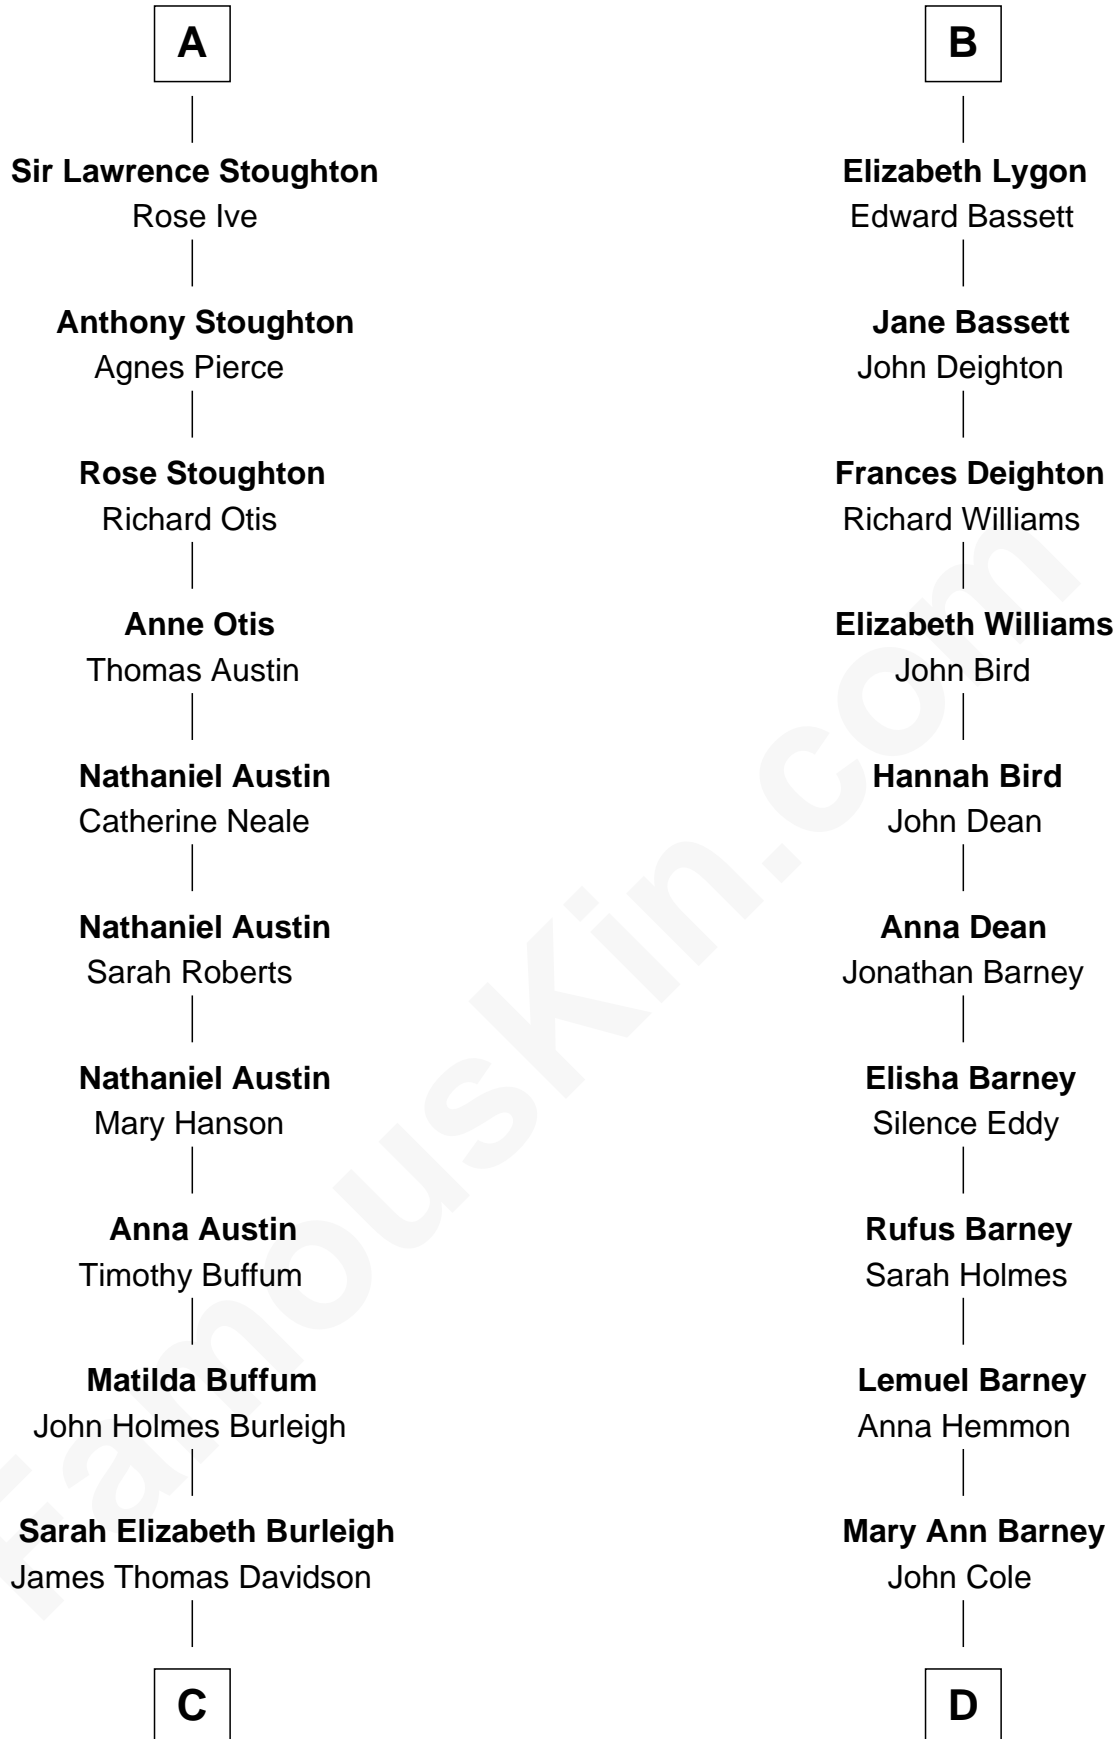 A
Sir Lawrence Stoughton
Rose Ive
Anthony Stoughton
Agnes Pierce
Rose Stoughton
Richard Otis
Anne Otis
Thomas Austin
Nathaniel Austin
Catherine Neale
Nathaniel Austin
Sarah Roberts
Nathaniel Austin
Mary Hanson
Anna Austin
Timothy Buffum
Matilda Buffum
John Holmes Burleigh
Sarah Elizabeth Burleigh
James Thomas Davidson
C
B
Elizabeth Lygon
Edward Bassett
Jane Bassett
John Deighton
Frances Deighton
Richard Williams
Elizabeth Williams
John Bird
Hannah Bird
John Dean
Anna Dean
Jonathan Barney
Elisha Barney
Silence Eddy
Rufus Barney
Sarah Holmes
Lemuel Barney
Anna Hemmon
Mary Ann Barney
John Cole
D
FamousKin.com